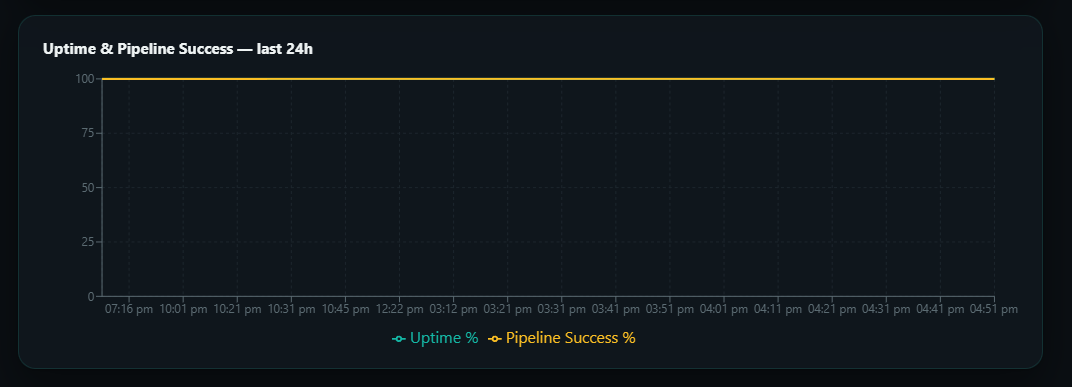 Uptime & Pipeline Success — last 24h
100
75
50
25
0
07:16 pm 10:01 pm 10:21 pm 10:31 pm 10:45 pm 12:22 pm 03:12 pm 03:21 pm 03:31 pm 03:41 pm 03:51 pm 04:01 pm 04:11 pm 04:21 pm 04:31 pm 04:41 pm 04:51 pm
Uptime % Pipeline Success %